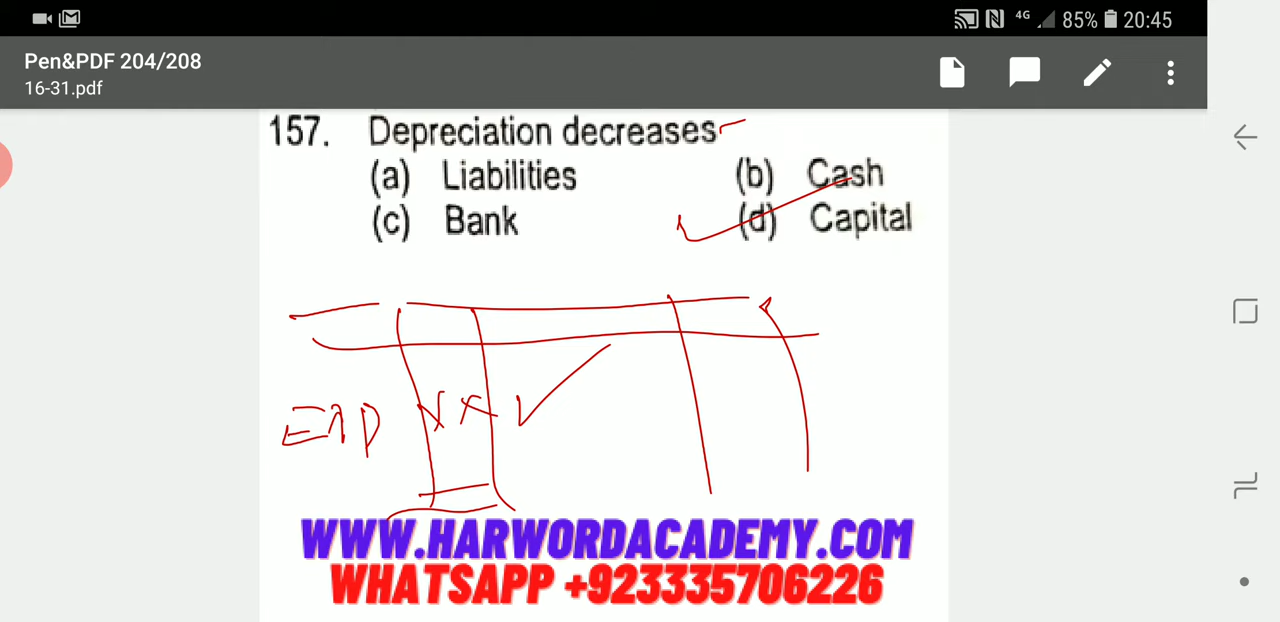 4G 85% 20:45
Pen&PDF 204/208
16-31.pdf
157. Depreciation decreases
(a) Liabilities (b) Cash
(c) Bank (d) Capital
EXP XX
WWW.HARWORDACADEMY.COM
WHATSAPP +923335706226